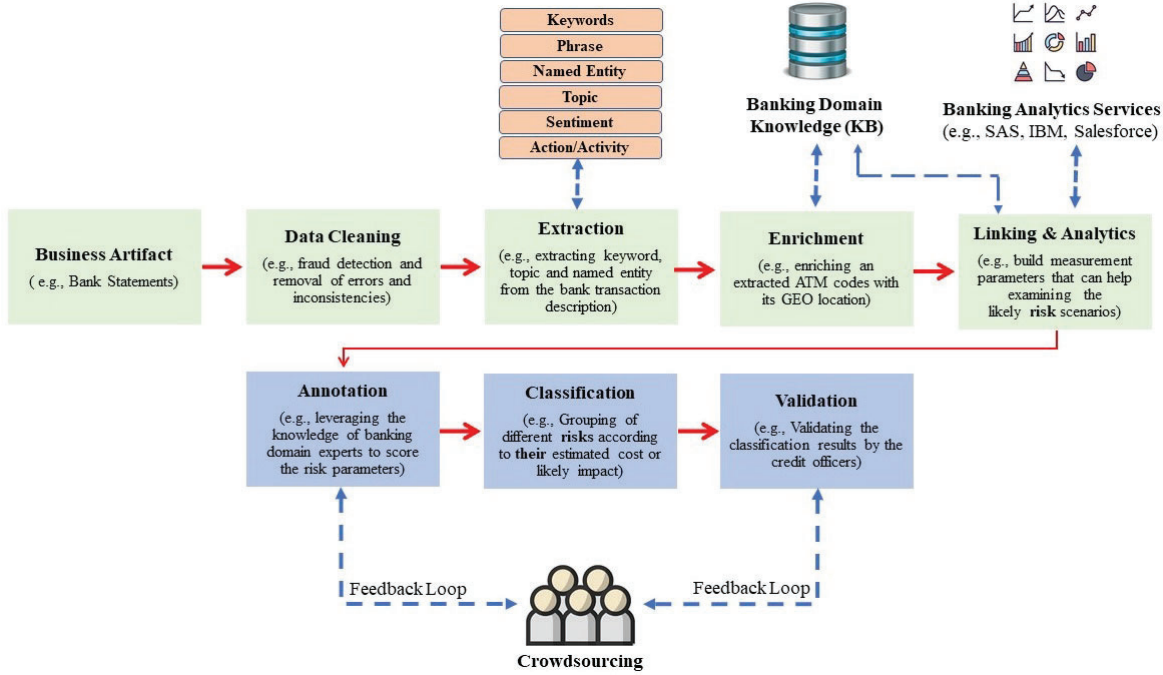 Keywords
Phrase
Named Entity
Topic
Sentiment
Action/Activity
Banking Domain
Knowledge (KB)
Banking Analytics Services
(e.g., SAS, IBM, Salesforce)
Business Artifact
( e.g., Bank Statements)
Data Cleaning
(e.g., fraud detection and
removal of errors and
inconsistencies)
Extraction
(e.g., extracting keyword,
topic and named entity
from the bank transaction
description)
Enrichment
(e.g., enriching an
extracted ATM codes with
its GEO location)
Linking & Analytics
(e.g., build measurement
parameters that can help
examining the
likely risk scenarios)
Annotation
(e.g., leveraging the
knowledge of banking
domain experts to score
the risk parameters)
Classification
(e.g., Grouping of
different risks according
to their estimated cost or
likely impact)
Validation
(e.g., Validating the
classification results by the
credit officers)
Feedback Loop
Feedback Loop
Crowdsourcing